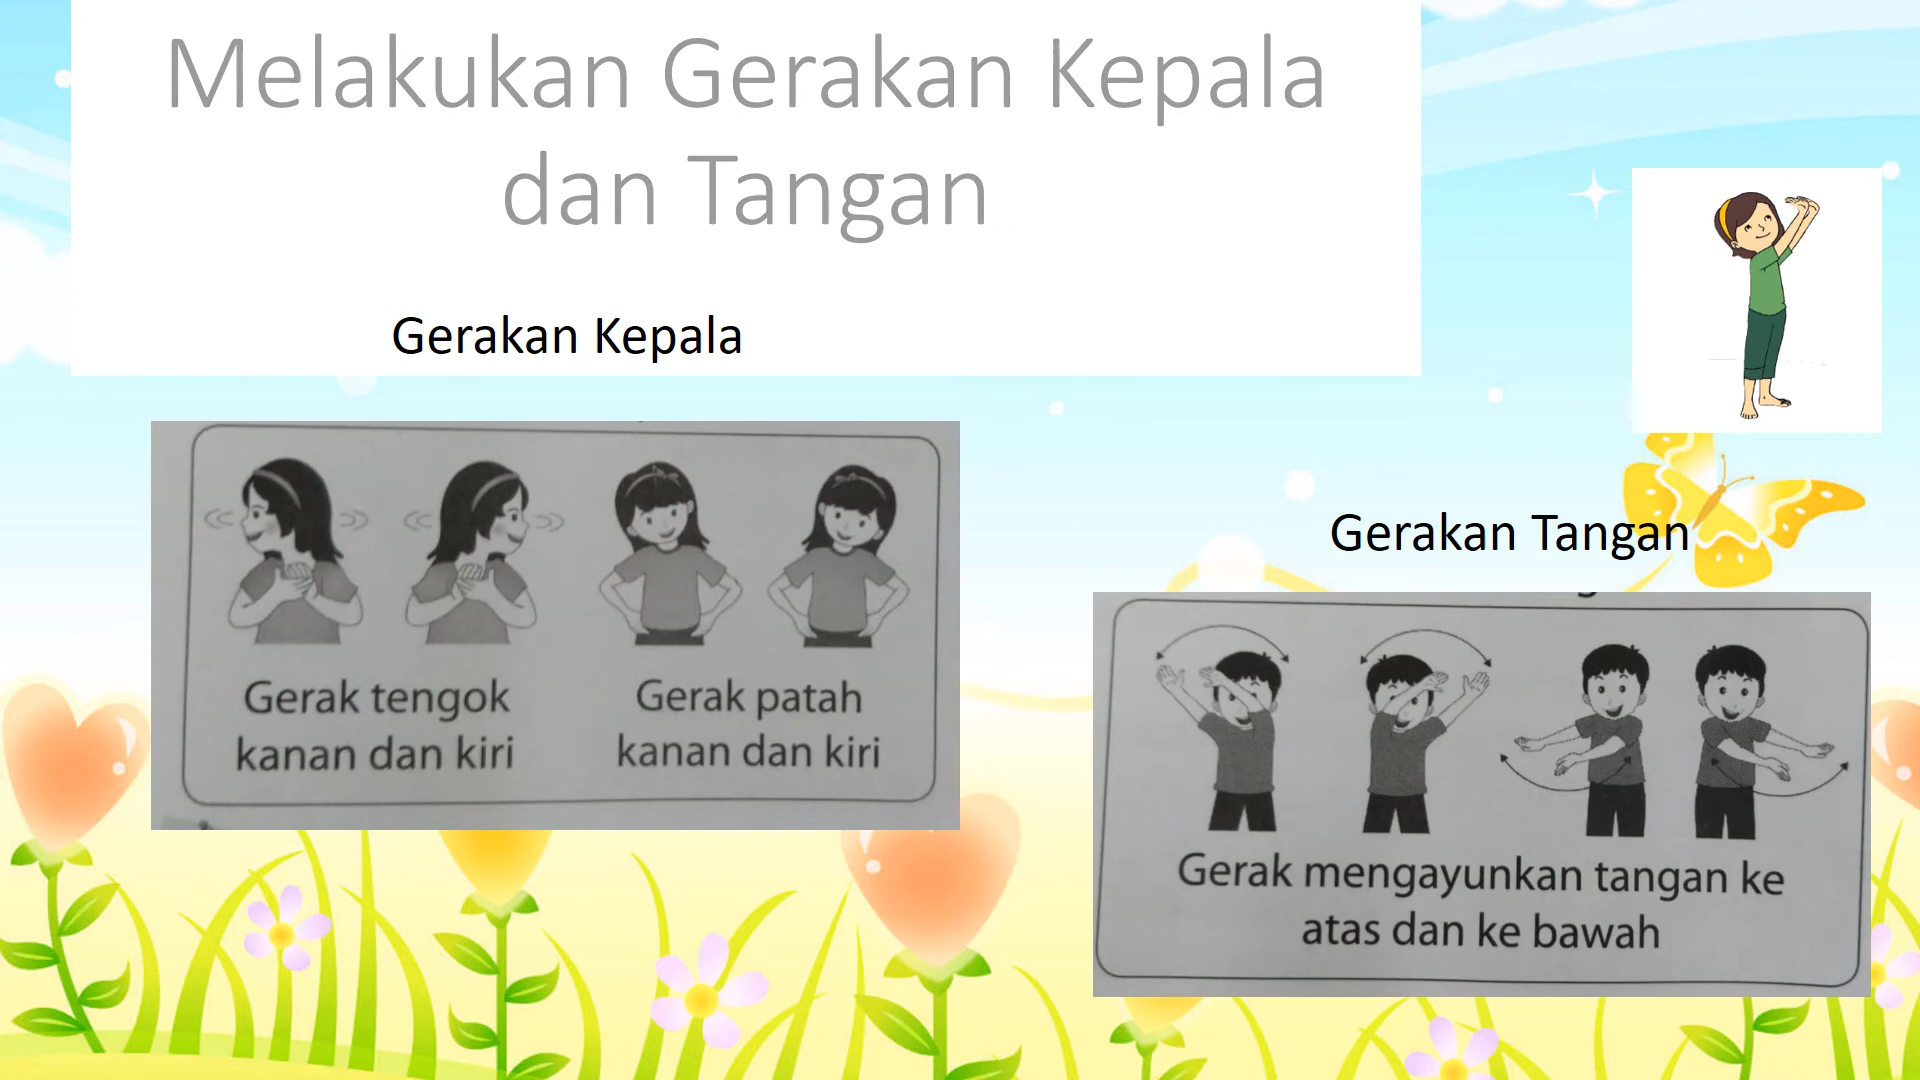 Melakukan Gerakan Kepala
dan Tangan
Gerakan Kepala
Gerak tengok
kanan dan kiri
Gerak patah
kanan dan kiri
Gerakan Tangan
Gerak mengayunkan tangan ke
atas dan ke bawah